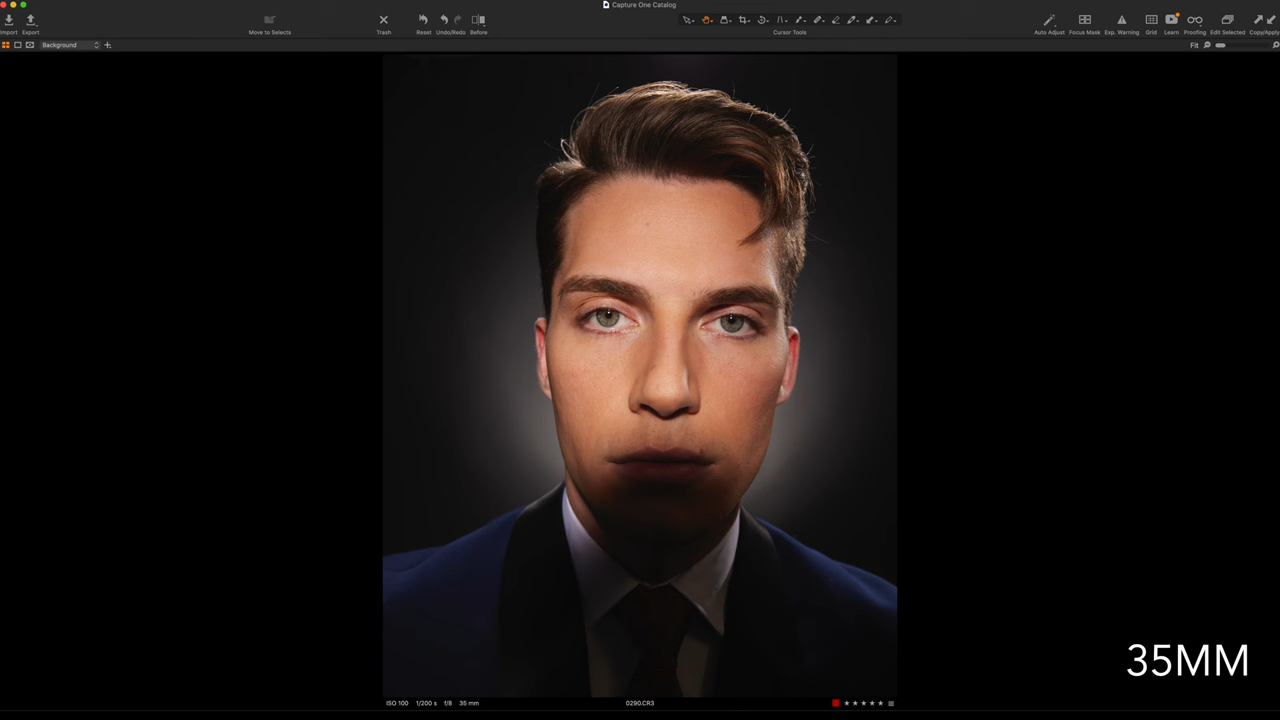 Capture One Catalog
Import Export Move to Selects Trash Reset Undo/Redo Before Cursor Tools Auto Adjust Focus Mask Exp. Warning Grid Learn Proofing Edit Selected Copy/Apply
Background Fit
35MM
ISO 100 1/200 s f/8 35 mm 0290.CR3